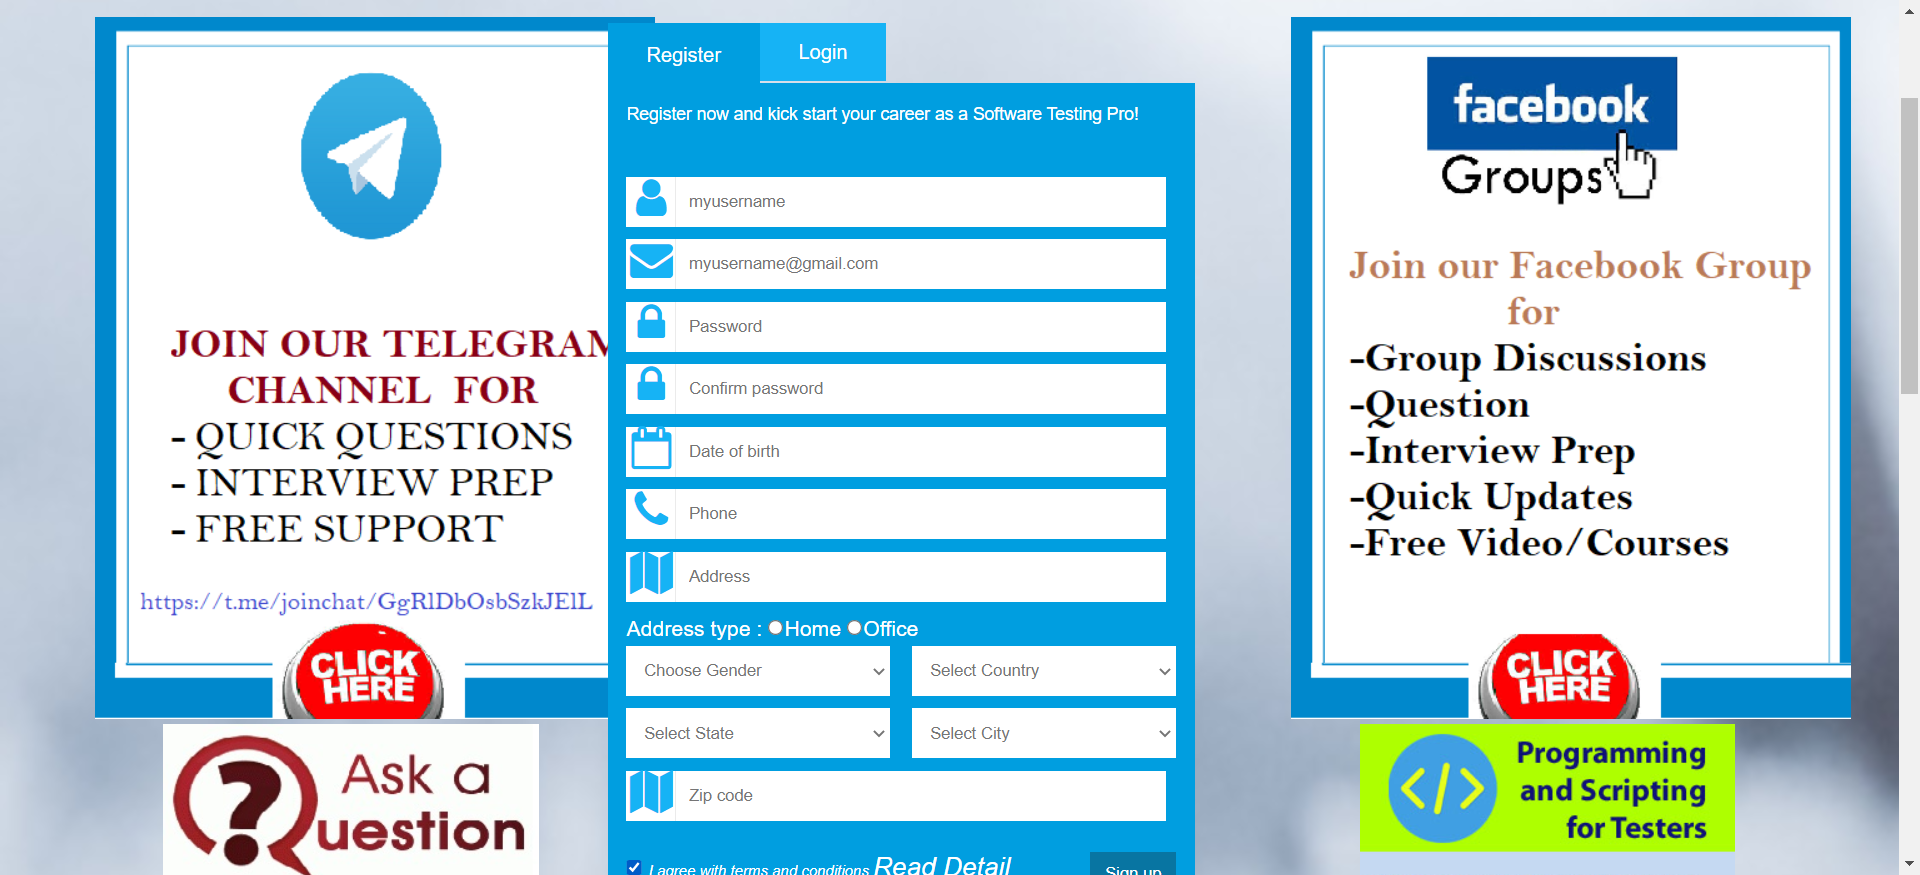 JOIN OUR TELEGRAM
CHANNEL FOR
- QUICK QUESTIONS
- INTERVIEW PREP
- FREE SUPPORT
https://t.me/joinchat/GgRlDbOsbSzkJElL
CLICK
HERE
Ask a
Question
Register
Login
Register now and kick start your career as a Software Testing Pro!
myusername
myusername@gmail.com
Password
Confirm password
Date of birth
Phone
Address
Address type : Home Office
Choose Gender
Select Country
Select State
Select City
Zip code
I agree with terms and conditions Read Detail
Sign up
facebook
Groups
Join our Facebook Group
for
-Group Discussions
-Question
-Interview Prep
-Quick Updates
-Free Video/Courses
CLICK
HERE
</>
Programming
and Scripting
for Testers